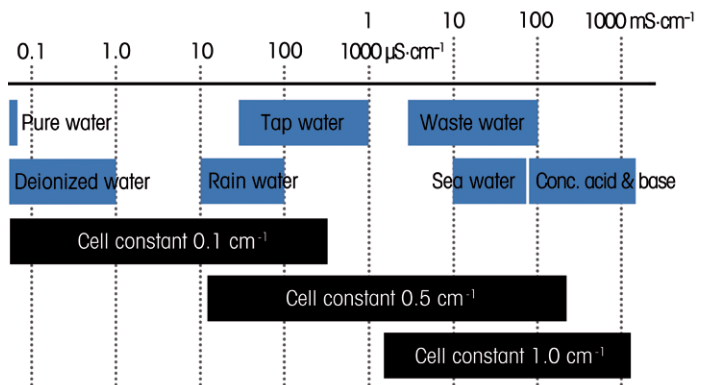 1 10 100 1000 mS·cm⁻¹
0.1 1.0 10 100 1000 µS·cm⁻¹
Pure water Tap water Waste water
Deionized water Rain water Sea water Conc. acid & base
Cell constant 0.1 cm⁻¹
Cell constant 0.5 cm⁻¹
Cell constant 1.0 cm⁻¹